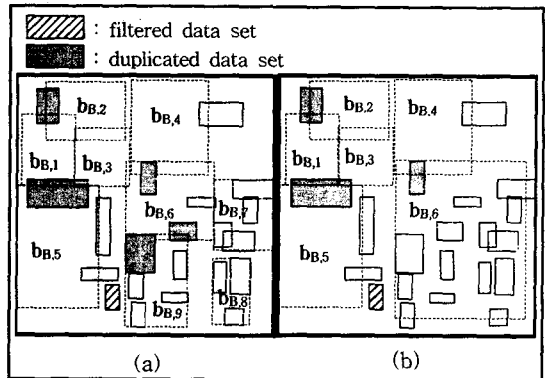 : filtered data set
: duplicated data set
bB,2
bB,4
bB,1
bB,3
bB,6
bB,7
bB,5
bB,8
bB,9
(a)
bB,2
bB,4
bB,1
bB,3
bB,6
bB,5
(b)